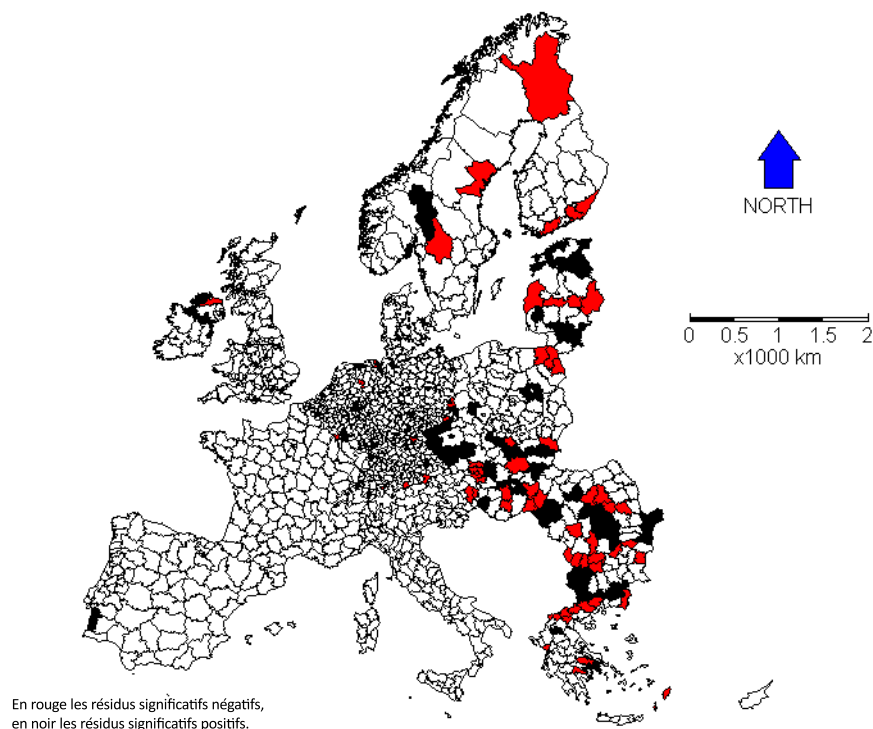 NORTH
0 0.5 1 1.5 2
x1000 km
En rouge les résidus significatifs négatifs,
en noir les résidus significatifs positifs.